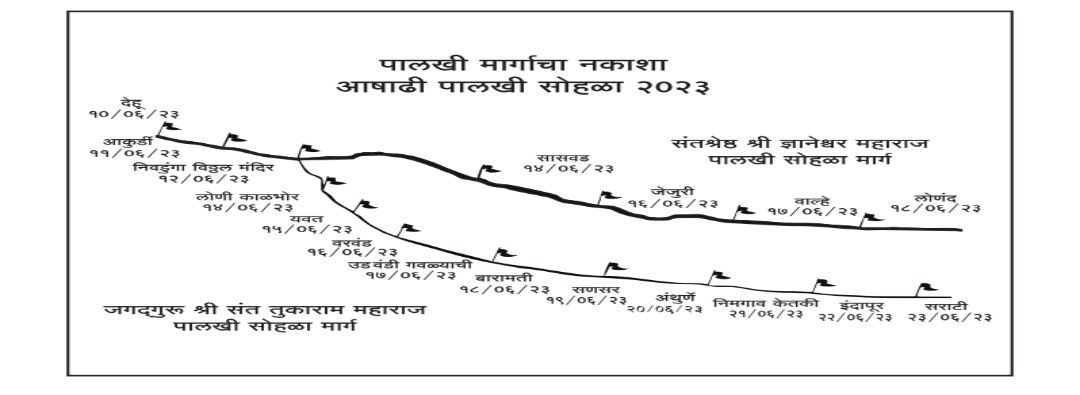 पालखी मार्गाचा नकाशा
आषाढी पालखी सोहळा २०२३
देहू
१०/०६/२३
आकुर्डी
११/०६/२३
निवडुंगा विठ्ठल मंदिर
१२/०६/२३
लोणी काळभोर
१४/०६/२३
यवत
१५/०६/२३
वरवंड
१६/०६/२३
उडवंडी गवळ्याची
१७/०६/२३
बारामती
१८/०६/२३
सणसर
१९/०६/२३
अंथुर्णे
२०/०६/२३
निमगाव केतकी
२१/०६/२३
इंदापूर
२२/०६/२३
सराटी
२३/०६/२३
सासवड
१४/०६/२३
जेजुरी
१६/०६/२३
वाल्हे
१७/०६/२३
लोणंद
१८/०६/२३
संतश्रेष्ठ श्री ज्ञानेश्वर महाराज
पालखी सोहळा मार्ग
जगद्‌गुरू श्री संत तुकाराम महाराज
पालखी सोहळा मार्ग